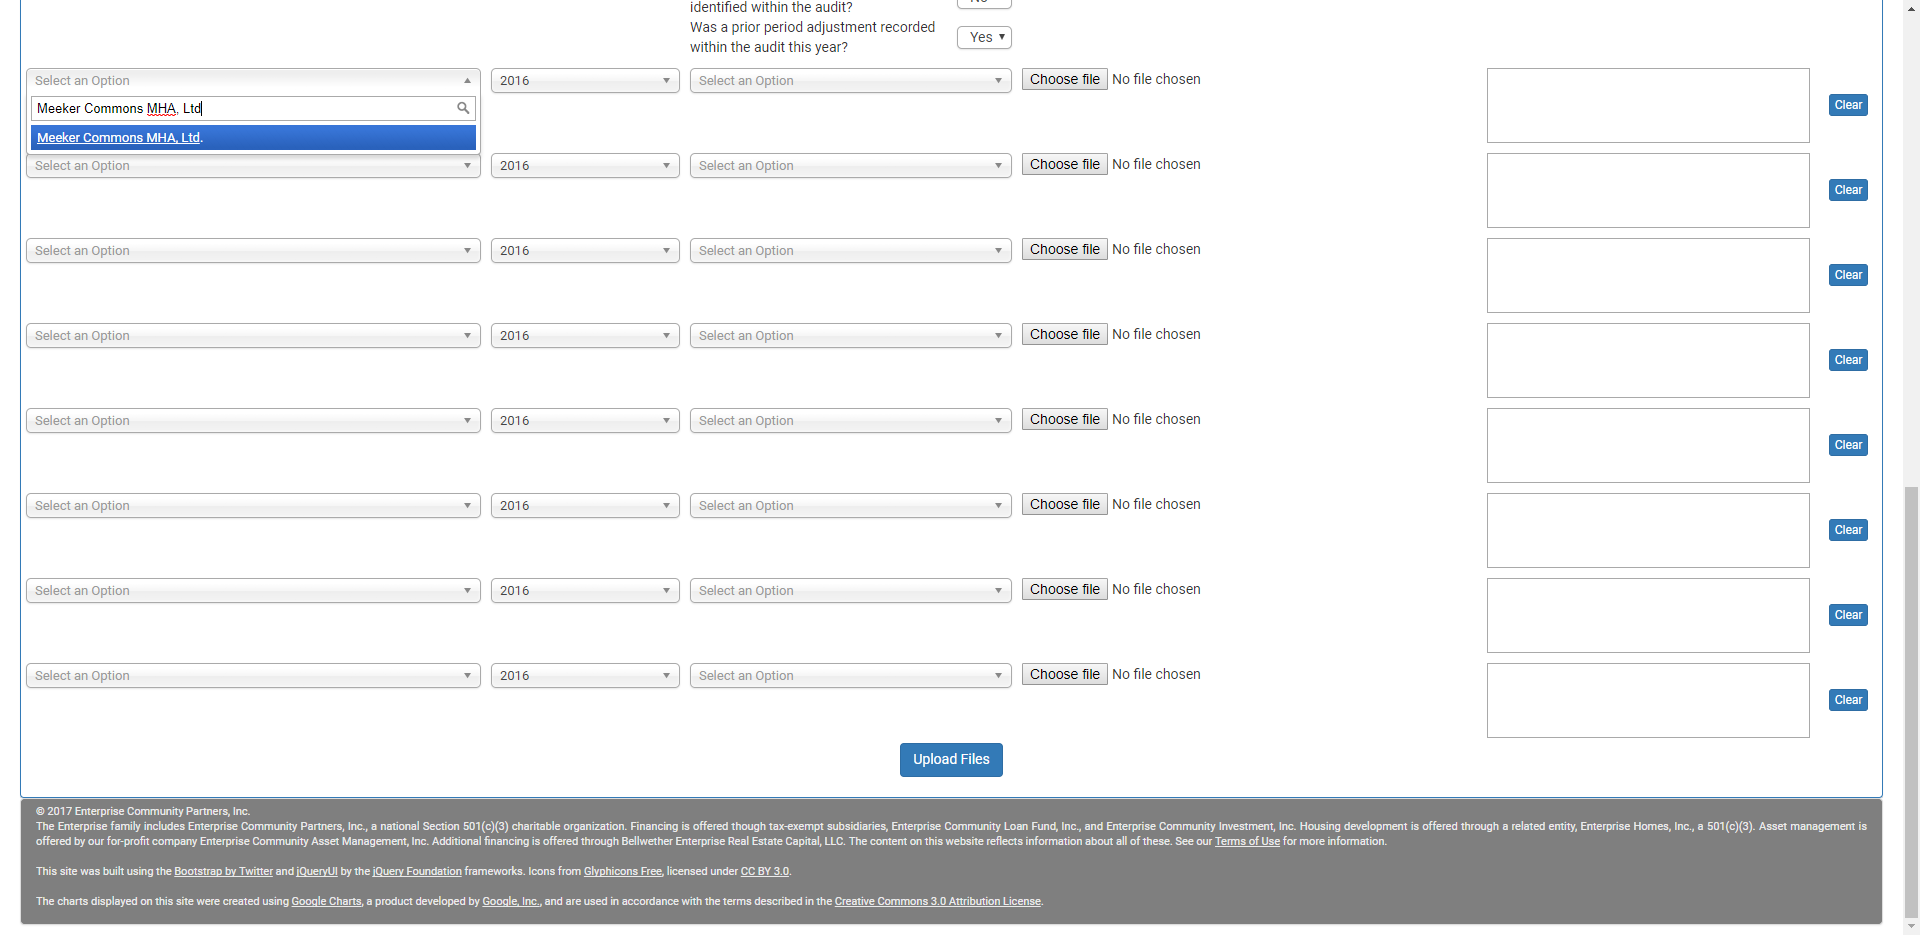 identified within the audit?
No
Was a prior period adjustment recorded
within the audit this year?
Yes
Select an Option 2016 Select an Option Choose file No file chosen
Meeker Commons MHA, Ltd
Clear
Meeker Commons MHA, Ltd.
Select an Option 2016 Select an Option Choose file No file chosen
Clear
Select an Option 2016 Select an Option Choose file No file chosen
Clear
Select an Option 2016 Select an Option Choose file No file chosen
Clear
Select an Option 2016 Select an Option Choose file No file chosen
Clear
Select an Option 2016 Select an Option Choose file No file chosen
Clear
Select an Option 2016 Select an Option Choose file No file chosen
Clear
Select an Option 2016 Select an Option Choose file No file chosen
Clear
Upload Files
© 2017 Enterprise Community Partners, Inc.
The Enterprise family includes Enterprise Community Partners, Inc., a national Section 501(c)(3) charitable organization. Financing is offered though tax-exempt subsidiaries, Enterprise Community Loan Fund, Inc., and Enterprise Community Investment, Inc. Housing development is offered through a related entity, Enterprise Homes, Inc., a 501(c)(3). Asset management is
offered by our for-profit company Enterprise Community Asset Management, Inc. Additional financing is offered through Bellwether Enterprise Real Estate Capital, LLC. The content on this website reflects information about all of these. See our Terms of Use for more information.
This site was built using the Bootstrap by Twitter and jQueryUI by the jQuery Foundation frameworks. Icons from Glyphicons Free, licensed under CC BY 3.0.
The charts displayed on this site were created using Google Charts, a product developed by Google, Inc., and are used in accordance with the terms described in the Creative Commons 3.0 Attribution License.